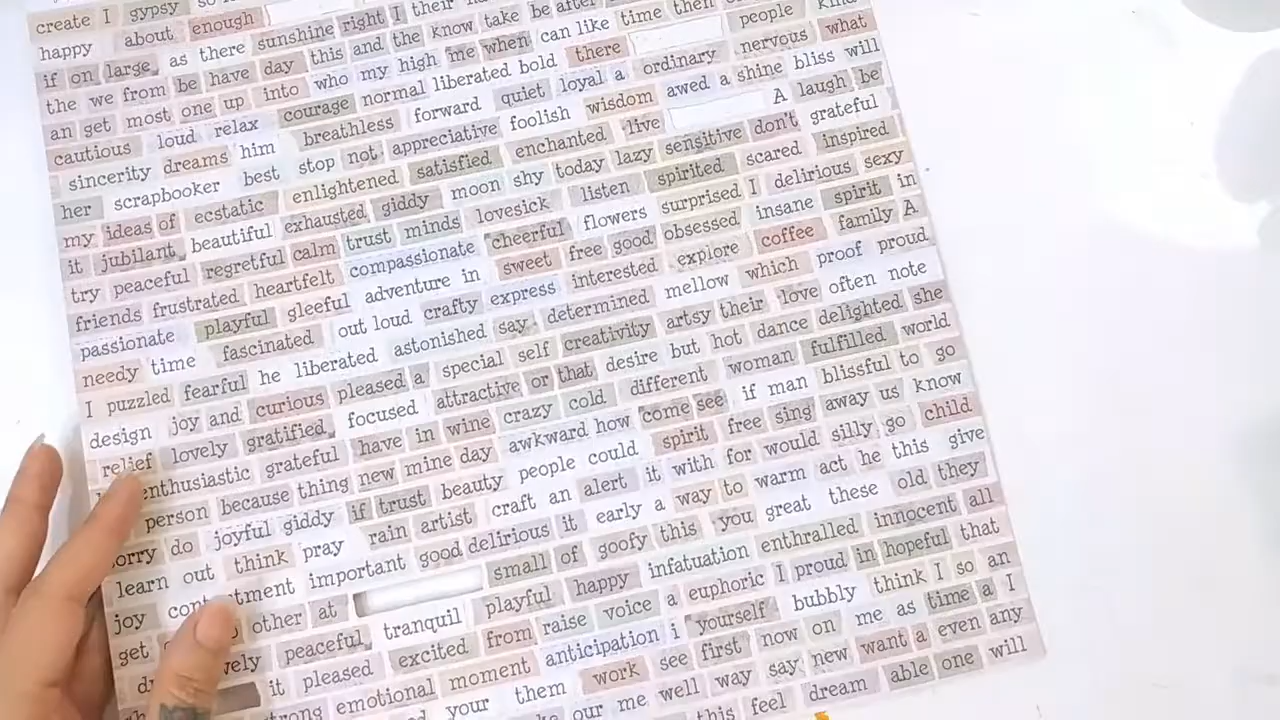 create I gypsy
happy about enough right I their
if on large as there sunshine this and the know take be after time then
the we from be have day who my high me when can like people
an get most one up into normal liberated bold there ordinary nervous what
cautious loud relax courage forward quiet loyal a awed a shine bliss will
sincerity dreams him breathless appreciative foolish wisdom A laugh be
her scrapbooker best stop not enchanted live sensitive don't grateful
my ideas of ecstatic enlightened satisfied shy today lazy spirited scared inspired
it jubilant beautiful exhausted giddy moon lovesick listen surprised I delirious sexy
try peaceful regretful calm trust minds cheerful flowers obsessed insane spirit in
friends frustrated heartfelt compassionate sweet free good explore coffee family A
passionate playful gleeful adventure in express interested mellow which proof proud
needy time fascinated out loud crafty say determined artsy their love often note
I puzzled fearful he liberated astonished self creativity but hot dance delighted she
design joy and curious pleased a special or that desire woman fulfilled world
relief lovely gratified focused attractive cold different if man blissful to go
enthusiastic grateful have in wine crazy how come see free sing away us know
person because thing new mine day awkward could spirit for would silly go child
do joyful giddy if trust beauty people alert it with warm act he this give
learn out think pray rain artist craft an early a way to great these old they
joy important good delirious it goofy this you enthralled innocent all
get other at small of infatuation I proud in hopeful that
peaceful tranquil playful happy a euphoric bubbly think I so an
it pleased excited from raise voice i yourself on me as time a I
emotional moment anticipation see first now new want a even any
your them work well way say able one will
our me this feel dream